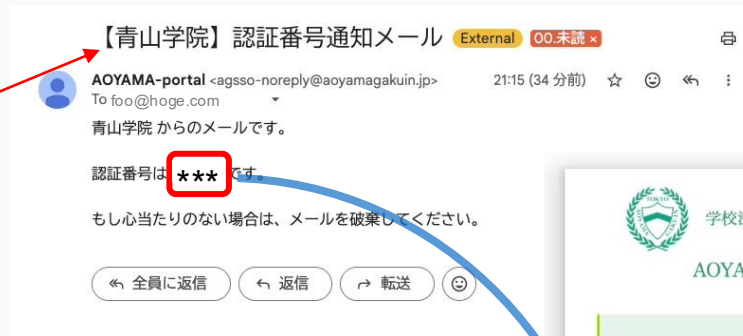 【青山学院】認証番号通知メール External 00.未読 ×
AOYAMA-portal <agsso-noreply@aoyamagakuin.jp> 21:15 (34 分前)
To foo@hoge.com
青山学院 からのメールです。
認証番号は *** です。
もし心当たりのない場合は、メールを破棄してください。
全員に返信 返信 転送
TOKYO
学校
AOYA